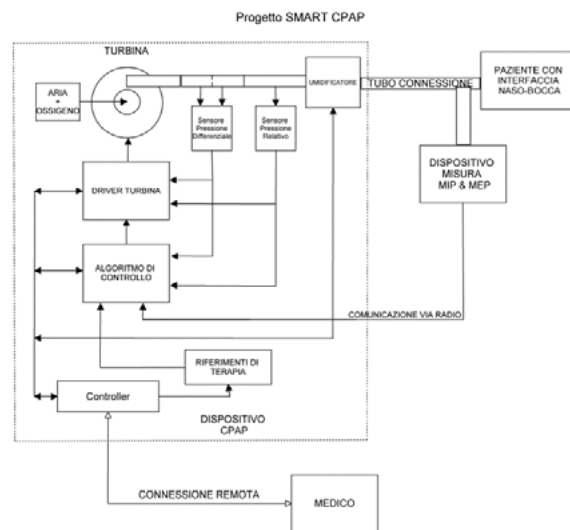 Progetto SMART CPAP
TURBINA
ARIA
+
OSSIGENO
UMIDIFICATORE
TUBO CONNESSIONE
PAZIENTE CON
INTERFACCIA
NASO-BOCCA
Sensore
Pressione
Differenziale
Sensore
Pressione
Relativo
DISPOSITIVO
MISURA
MIP & MEP
DRIVER TURBINA
ALGORITMO DI
CONTROLLO
COMUNICAZIONE VIA RADIO
RIFERIMENTI DI
TERAPIA
Controller
DISPOSITIVO
CPAP
CONNESSIONE REMOTA
MEDICO